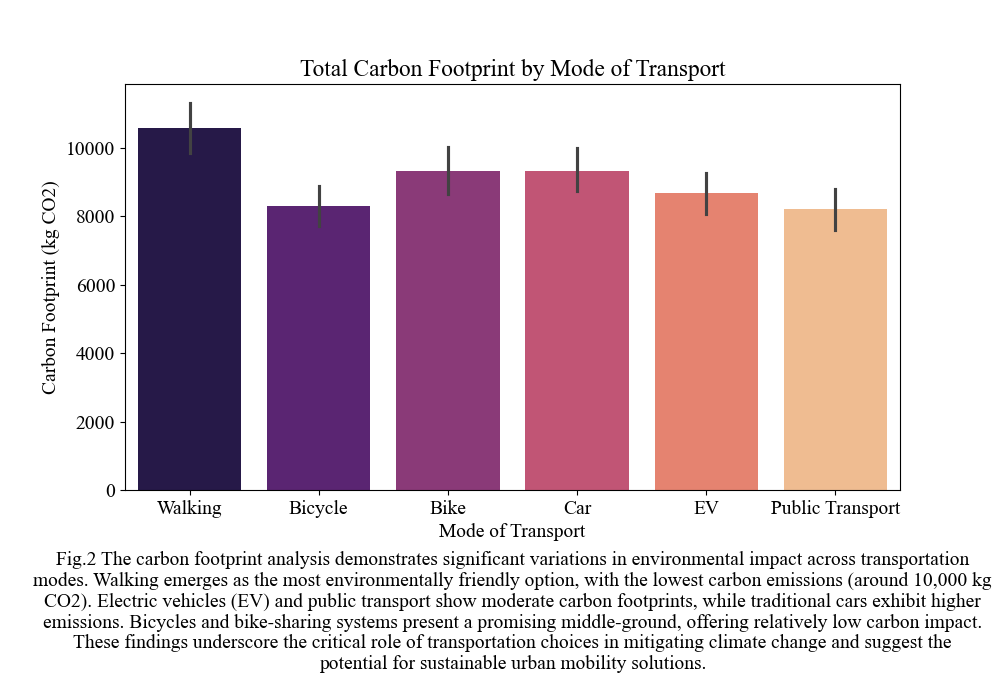 Total Carbon Footprint by Mode of Transport
Carbon Footprint (kg CO2)
10000
8000
6000
4000
2000
0
Walking Bicycle Bike Car EV Public Transport
Mode of Transport
Fig.2 The carbon footprint analysis demonstrates significant variations in environmental impact across transportation
modes. Walking emerges as the most environmentally friendly option, with the lowest carbon emissions (around 10,000 kg
CO2). Electric vehicles (EV) and public transport show moderate carbon footprints, while traditional cars exhibit higher
emissions. Bicycles and bike-sharing systems present a promising middle-ground, offering relatively low carbon impact.
These findings underscore the critical role of transportation choices in mitigating climate change and suggest the
potential for sustainable urban mobility solutions.